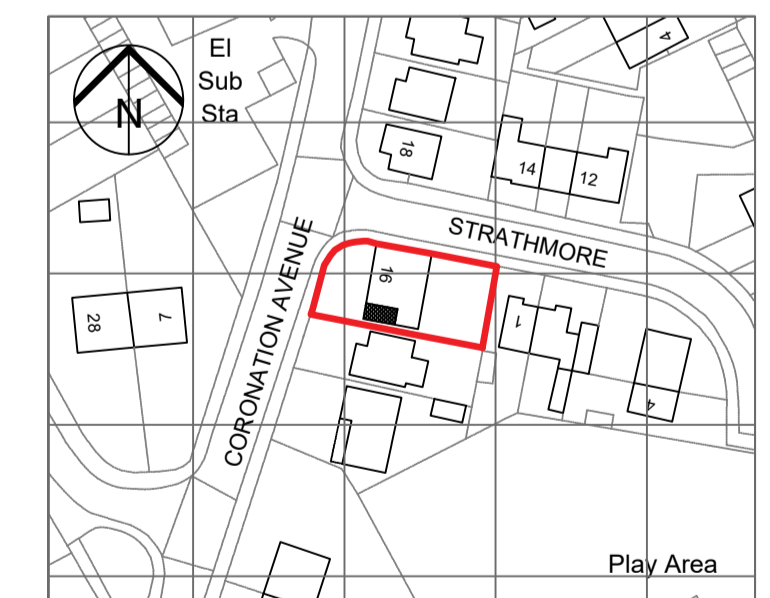 El
Sub
Sta
N
4
18
14
12
STRATHMORE
CORONATION AVENUE
16
28
7
1
4
Play Area